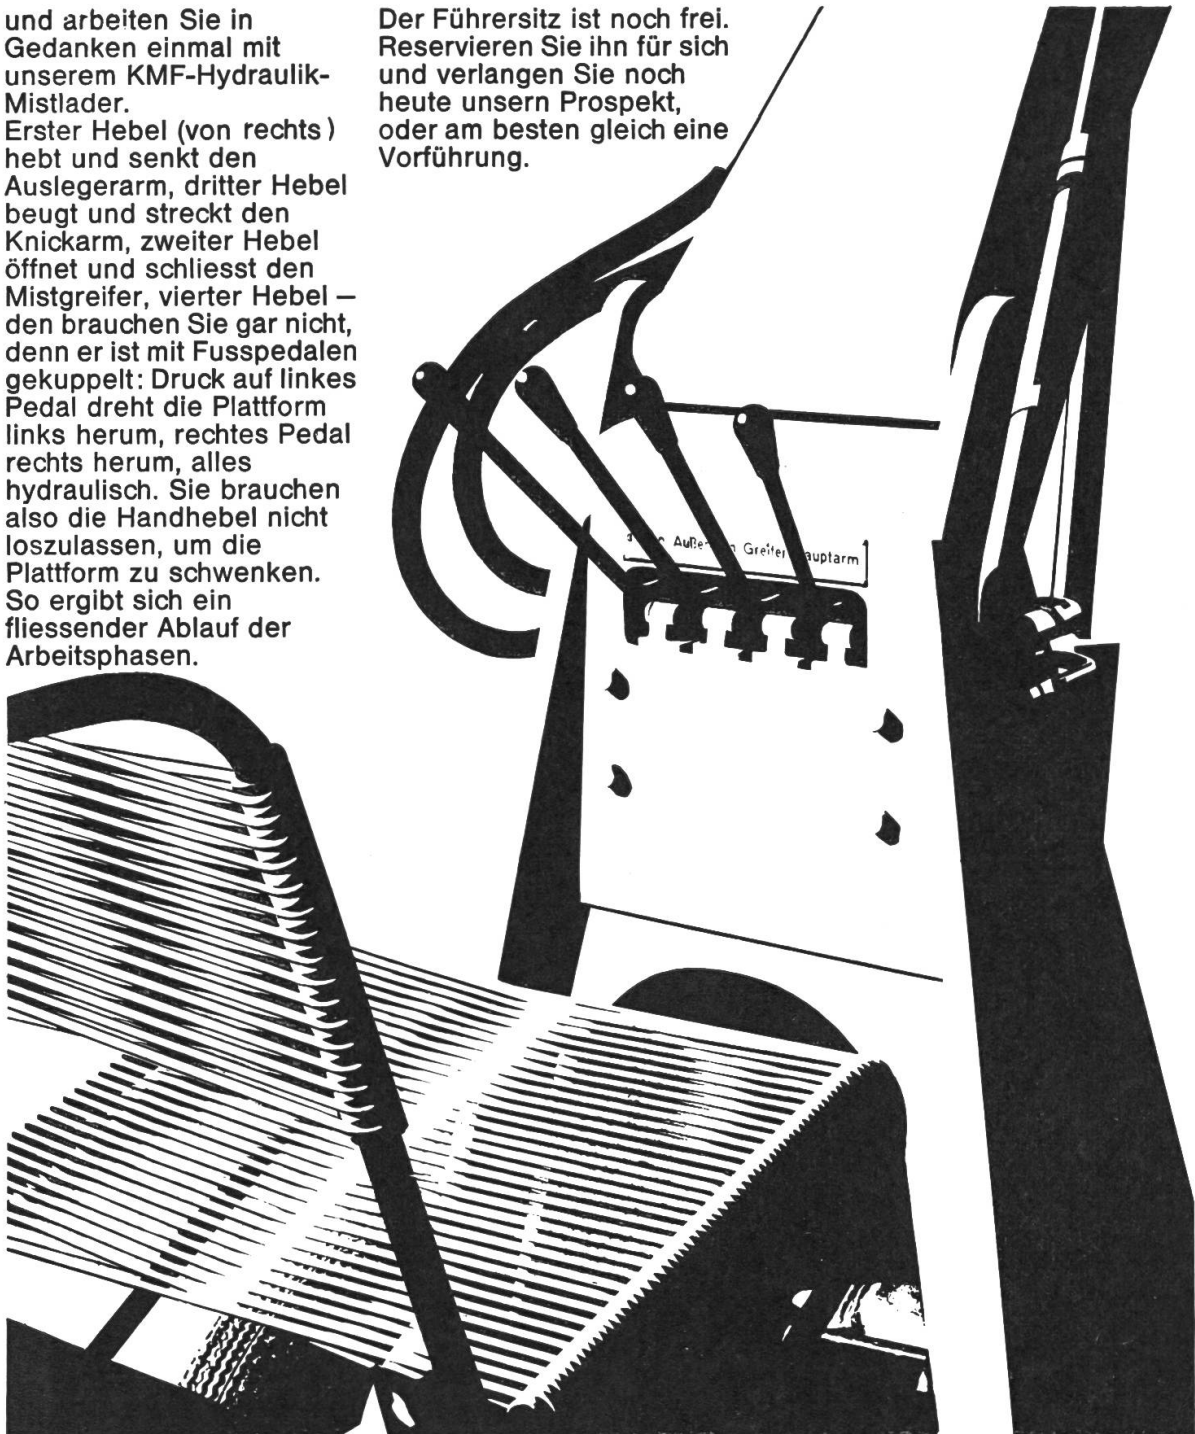 und arbeiten Sie in
Gedanken einmal mit
unserem KMF-Hydraulik-
Mistlader.
Erster Hebel (von rechts)
hebt und senkt den
Auslegerarm, dritter Hebel
beugt und streckt den
Knickarm, zweiter Hebel
öffnet und schliesst den
Mistgreifer, vierter Hebel –
den brauchen Sie gar nicht,
denn er ist mit Fusspedalen
gekuppelt: Druck auf linkes
Pedal dreht die Plattform
links herum, rechtes Pedal
rechts herum, alles
hydraulisch. Sie brauchen
also die Handhebel nicht
loszulassen, um die
Plattform zu schwenken.
So ergibt sich ein
fliessender Ablauf der
Arbeitsphasen.
Der Führersitz ist noch frei.
Reservieren Sie ihn für sich
und verlangen Sie noch
heute unsern Prospekt,
oder am besten gleich eine
Vorführung.
Greifer